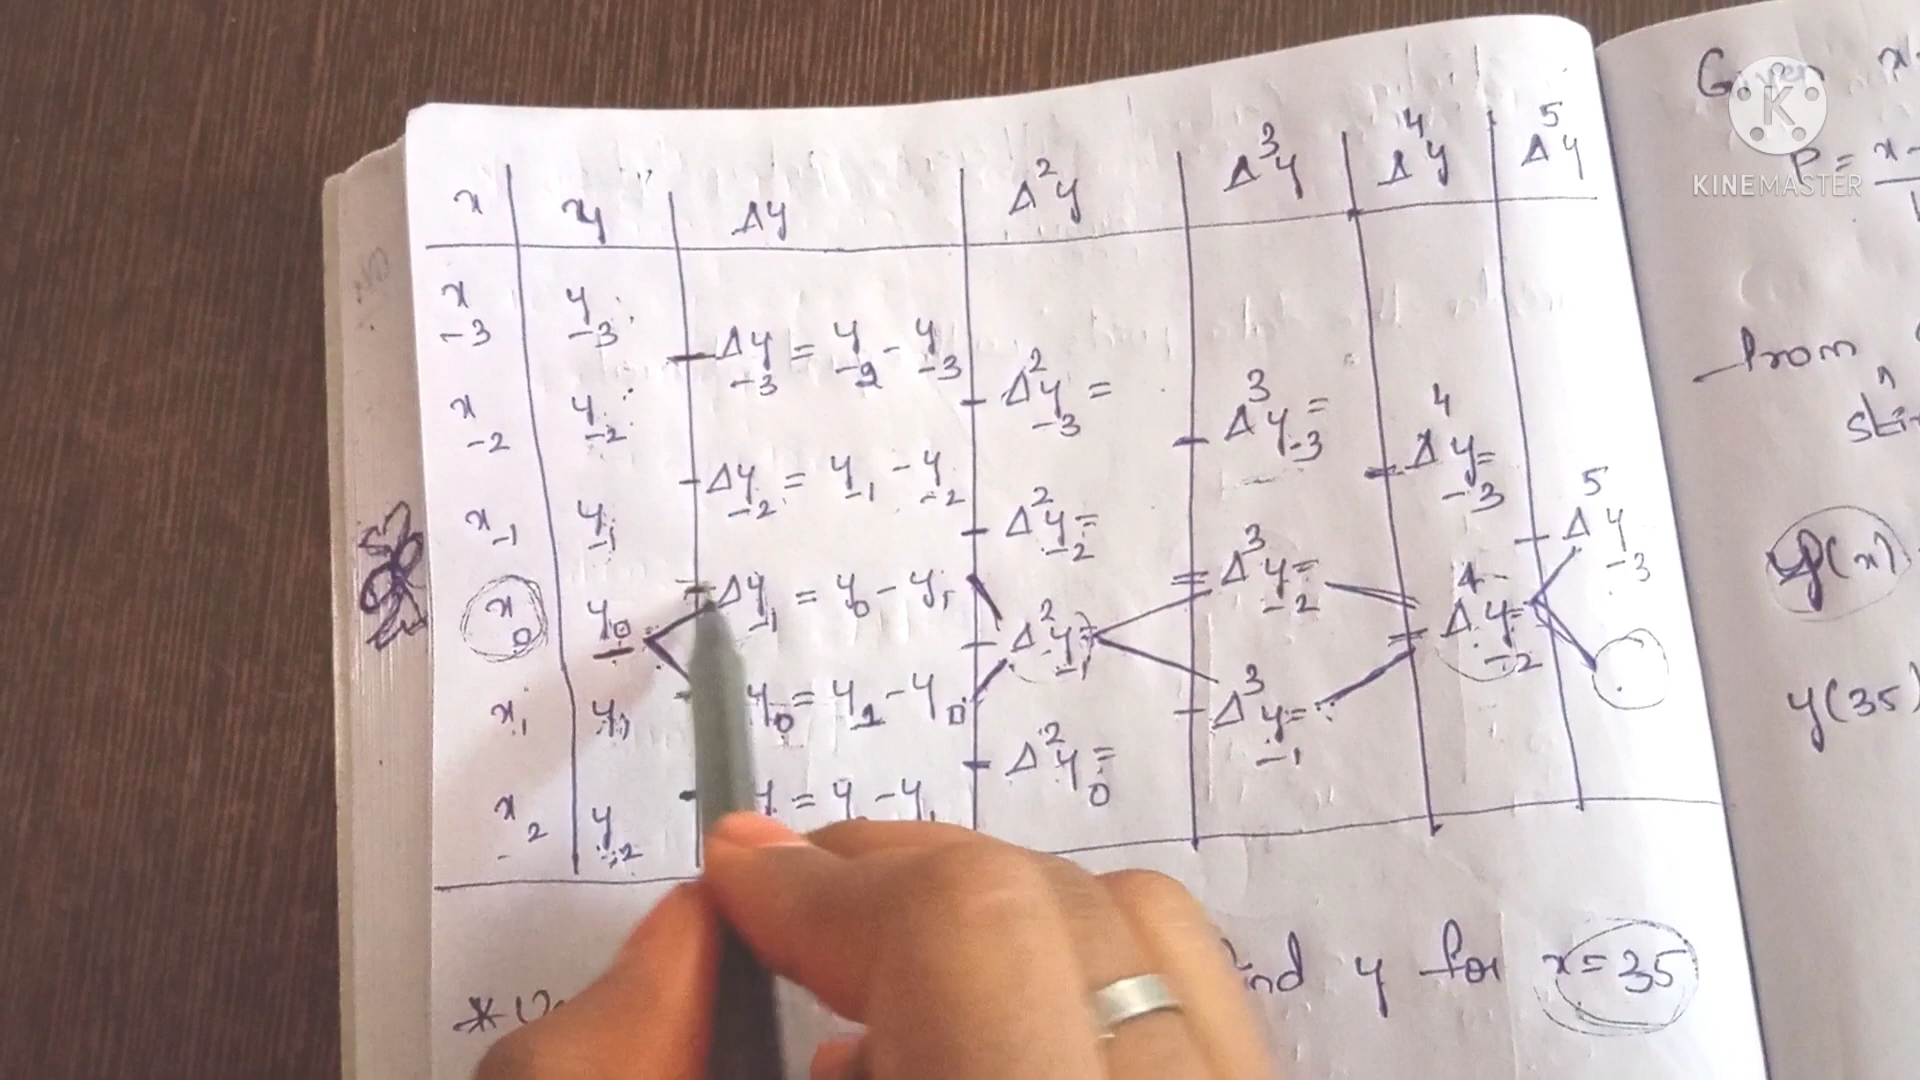 x y Δy Δ²y Δ³y Δ⁴y Δ⁵y
x₋₃ y₋₃
Δy₋₃ = y₋₂ - y₋₃
Δ²y₋₃ =
x₋₂ y₋₂ Δ³y₋₃ =
Δy₋₂ = y₋₁ - y₋₂ Δ⁴y₋₃ =
x₋₁ y₋₁ Δ²y₋₂ = Δ⁵y₋₃
Δy₋₁ = y₀ - y₋₁ Δ³y₋₂ =
x₀ y₀ Δ²y₋₁ = Δ⁴y₋₂ =
y₀ = y₁ - y₀ Δ³y₋₁ =
x₁ y₁
Δ²y₀ =
x₂ y₂
y for x = 35
Given
P =
from
y(x)
y(35)
KINEMASTER